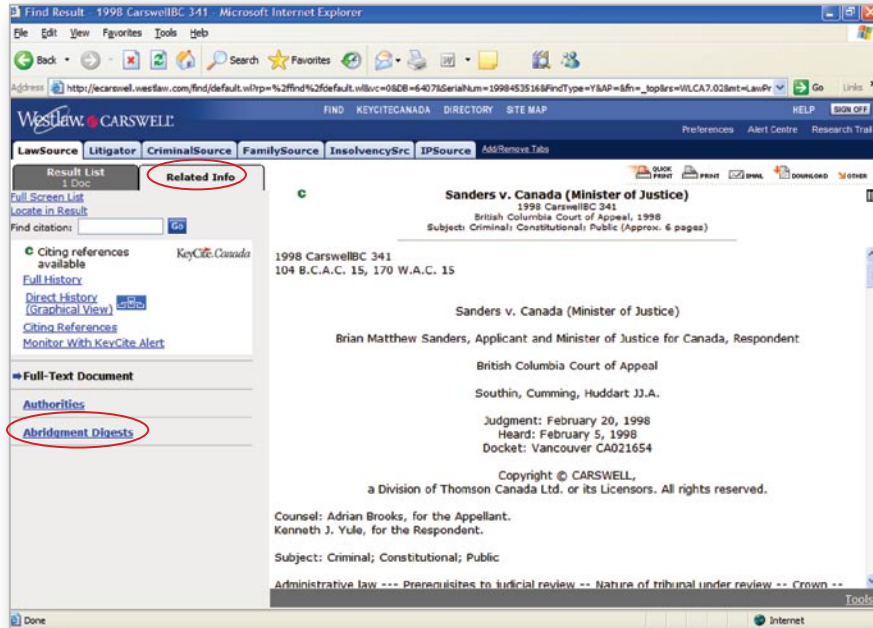 Find Result - 1998 CarswellBC 341 - Microsoft Internet Explorer
File Edit View Favorites Tools Help
Back Search Favorites
Address http://ecarswel.westlaw.com/find/default.wl?rp=%2ffind%2fdefault.wl&vc=0&DB=6407&SerialNum=1998453516&FindType=Y&AP=&fn=_top&rs=WLCA7.02&mt=LawPr Go Links
Westlaw. CARSWELL
FIND KEYCITECANADA DIRECTORY SITE MAP HELP SIGN OFF
Preferences Alert Centre Research Trail
LawSource Litigator CriminalSource FamilySource InsolvencySrc IPSource Add/Remove Tabs
Result List
1 Doc
Related Info
QUICK PRINT PRINT EMAIL DOWNLOAD OTHER
Full Screen List
Locate in Result
Find citation: Go
C Citing references available
KeyCite.Canada
Full History
Direct History
(Graphical View)
Citing References
Monitor With KeyCite Alert
Full-Text Document
Authorities
Abridgment Digests
C
Sanders v. Canada (Minister of Justice)
1998 CarswellBC 341
British Columbia Court of Appeal, 1998
Subject: Criminal; Constitutional; Public (Approx. 6 pages)
1998 CarswellBC 341
104 B.C.A.C. 15, 170 W.A.C. 15
Sanders v. Canada (Minister of Justice)
Brian Matthew Sanders, Applicant and Minister of Justice for Canada, Respondent
British Columbia Court of Appeal
Southin, Cumming, Huddart JJ.A.
Judgment: February 20, 1998
Heard: February 5, 1998
Docket: Vancouver CA021654
Copyright © CARSWELL,
a Division of Thomson Canada Ltd. or its Licensors. All rights reserved.
Counsel: Adrian Brooks, for the Appellant.
Kenneth J. Yule, for the Respondent.
Subject: Criminal; Constitutional; Public
Administrative law --- Prerequisites to judicial review -- Nature of tribunal under review -- Crown --
Tools
Done Internet